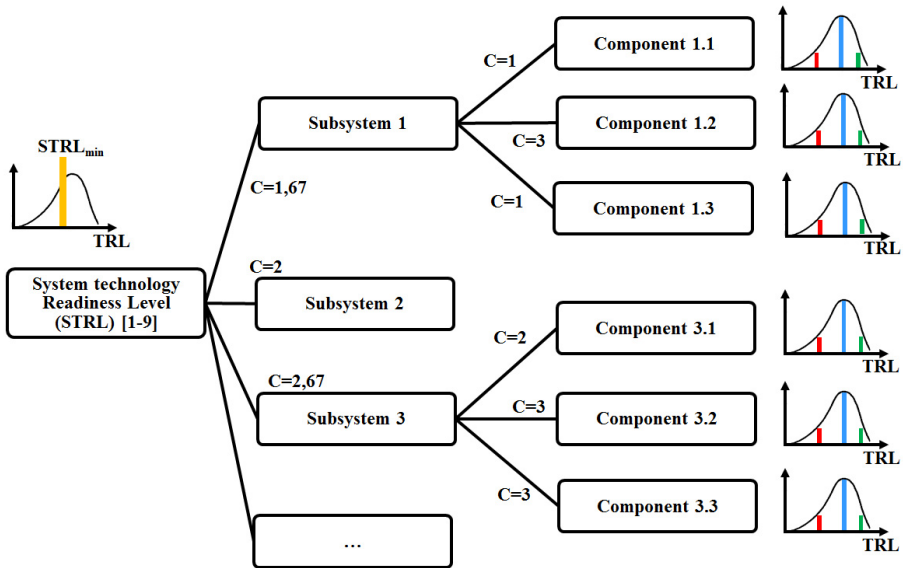 STRLmin
TRL
System technology
Readiness Level
(STRL) [1-9]
C=1,67
C=2
C=2,67
Subsystem 1
Subsystem 2
Subsystem 3
...
C=1
C=3
C=1
C=2
C=3
C=3
Component 1.1
TRL
Component 1.2
TRL
Component 1.3
TRL
Component 3.1
TRL
Component 3.2
TRL
Component 3.3
TRL